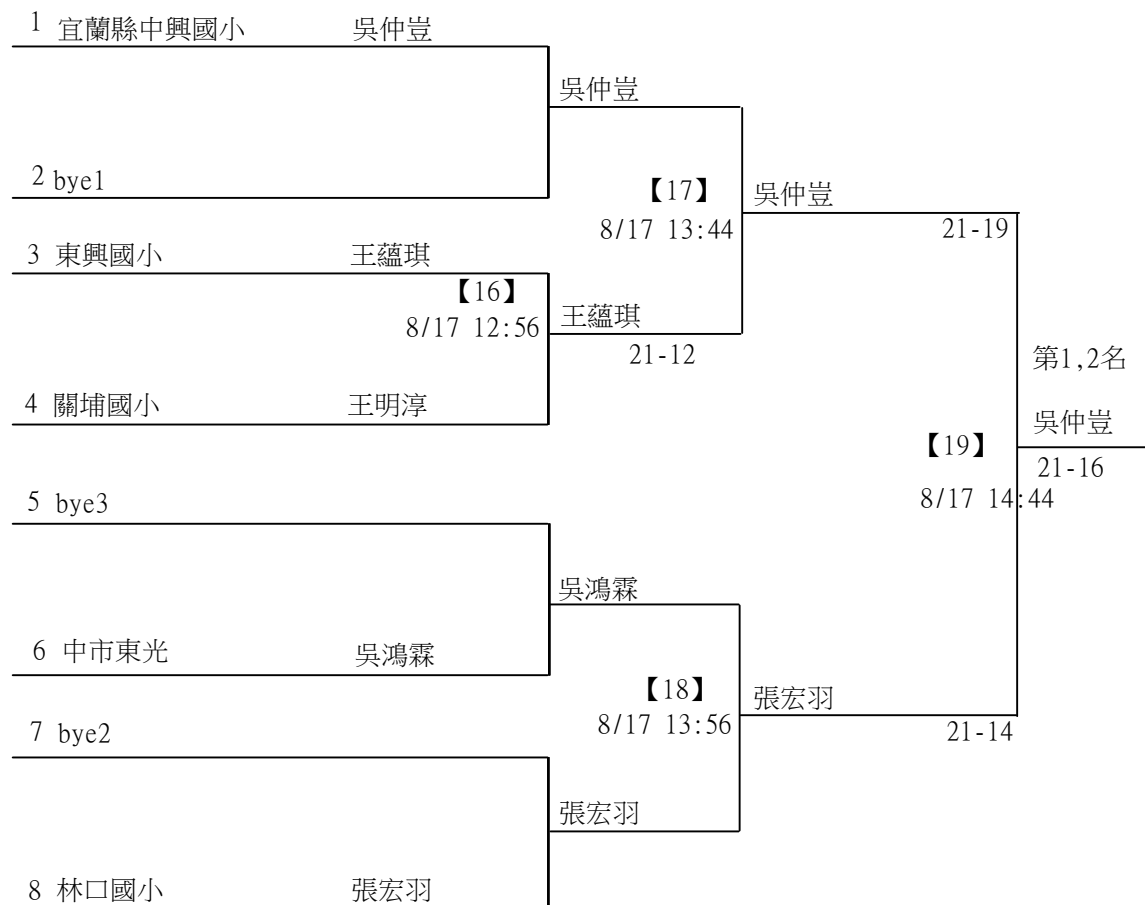 1 宜蘭縣中興國小 吳仲豈
吳仲豈
2 bye1
【17】
8/17 13:44
吳仲豈
21-19
3 東興國小 王蘊琪
【16】
8/17 12:56
王蘊琪
21-12
4 關埔國小 王明淳
第1,2名
吳仲豈
21-16
【19】
8/17 14:44
5 bye3
吳鴻霖
6 中市東光 吳鴻霖
【18】
8/17 13:56
張宏羽
21-14
7 bye2
張宏羽
8 林口國小 張宏羽